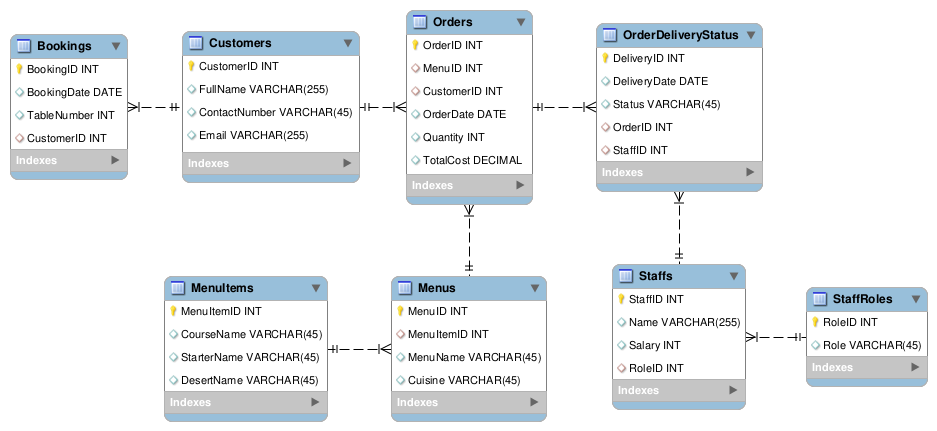 Bookings
BookingID INT
BookingDate DATE
TableNumber INT
CustomerID INT
Indexes
Customers
CustomerID INT
FullName VARCHAR(255)
ContactNumber VARCHAR(45)
Email VARCHAR(255)
Indexes
Orders
OrderID INT
MenuID INT
CustomerID INT
OrderDate DATE
Quantity INT
TotalCost DECIMAL
Indexes
OrderDeliveryStatus
DeliveryID INT
DeliveryDate DATE
Status VARCHAR(45)
OrderID INT
StaffID INT
Indexes
MenuItems
MenuItemID INT
CourseName VARCHAR(45)
StarterName VARCHAR(45)
DesertName VARCHAR(45)
Indexes
Menus
MenuID INT
MenuItemID INT
MenuName VARCHAR(45)
Cuisine VARCHAR(45)
Indexes
Staffs
StaffID INT
Name VARCHAR(255)
Salary INT
RoleID INT
Indexes
StaffRoles
RoleID INT
Role VARCHAR(45)
Indexes